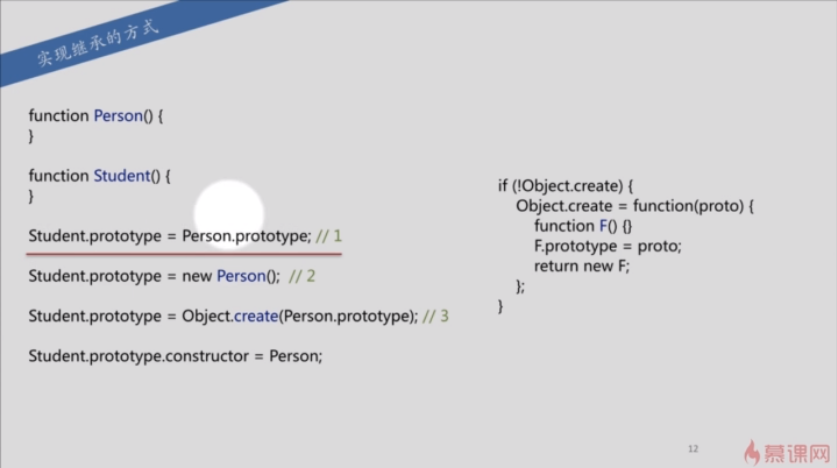 实现继承的方式
function Person() {
}
function Student() {
}
Student.prototype = Person.prototype; // 1
Student.prototype = new Person(); // 2
Student.prototype = Object.create(Person.prototype); // 3
Student.prototype.constructor = Person;
if (!Object.create) {
Object.create = function(proto) {
function F() {}
F.prototype = proto;
return new F;
};
}
12
慕课网